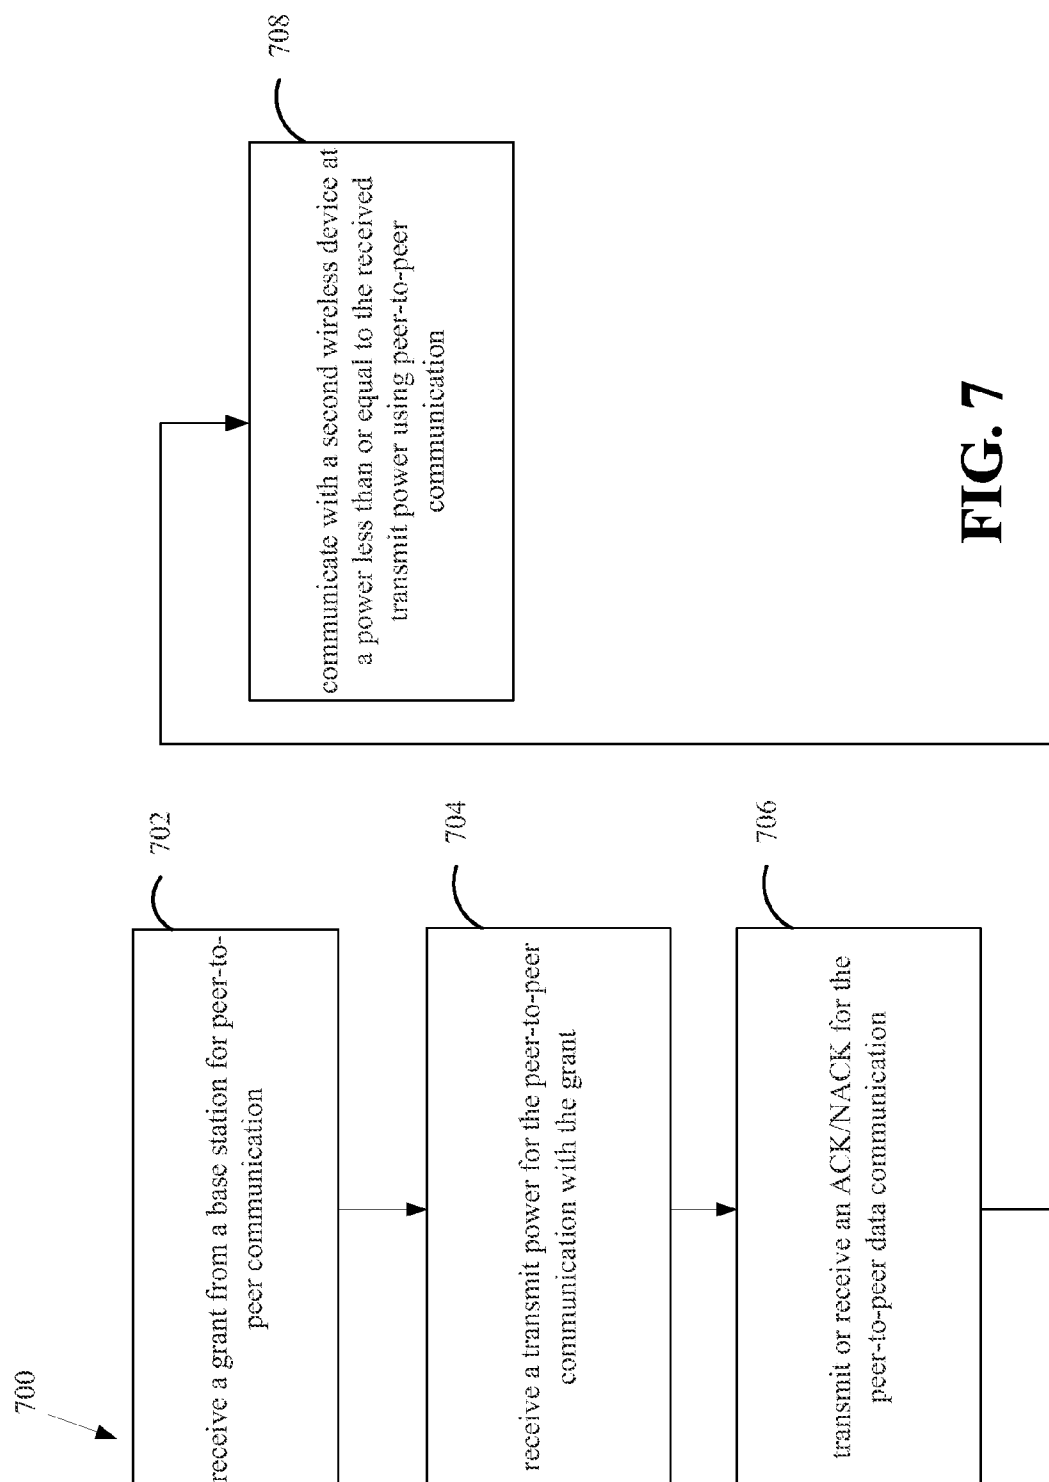 700
702
receive a grant from a base station for peer-to-
peer communication
704
receive a transmit power for the peer-to-peer
communication with the grant
706
transmit or receive an ACK/NACK for the
peer-to-peer data communication
708
communicate with a second wireless device at
a power less than or equal to the received
transmit power using peer-to-peer
communication
FIG. 7